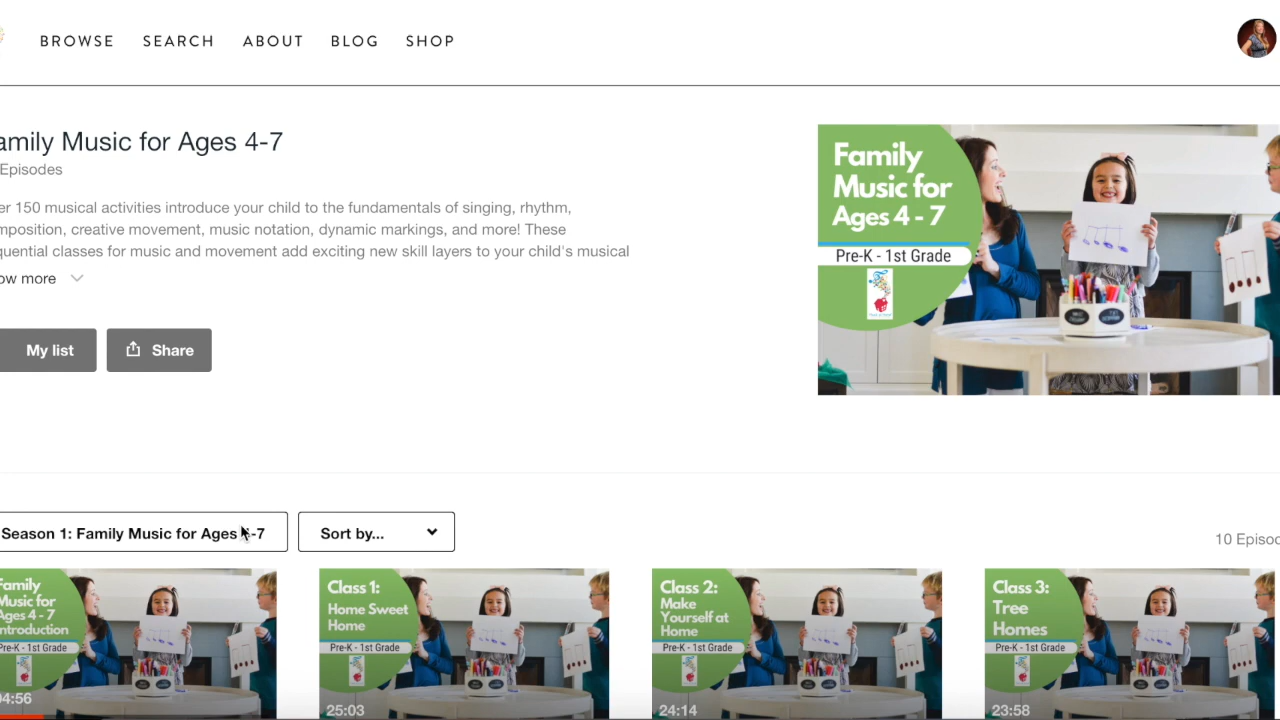 BROWSE SEARCH ABOUT BLOG SHOP
amily Music for Ages 4-7
Episodes
er 150 musical activities introduce your child to the fundamentals of singing, rhythm,
mposition, creative movement, music notation, dynamic markings, and more! These
quential classes for music and movement add exciting new skill layers to your child's musical
ow more
My list
Share
Family
Music for
Ages 4 - 7
Pre-K - 1st Grade
Season 1: Family Music for Ages 4-7
Sort by...
10 Episod
Family
Music for
Ages 4 - 7
Introduction
Pre-K - 1st Grade
04:56
Class 1:
Home Sweet
Home
Pre-K - 1st Grade
25:03
Class 2:
Make
Yourself at
Home
Pre-K - 1st Grade
24:14
Class 3:
Tree
Homes
Pre-K - 1st Grade
23:58